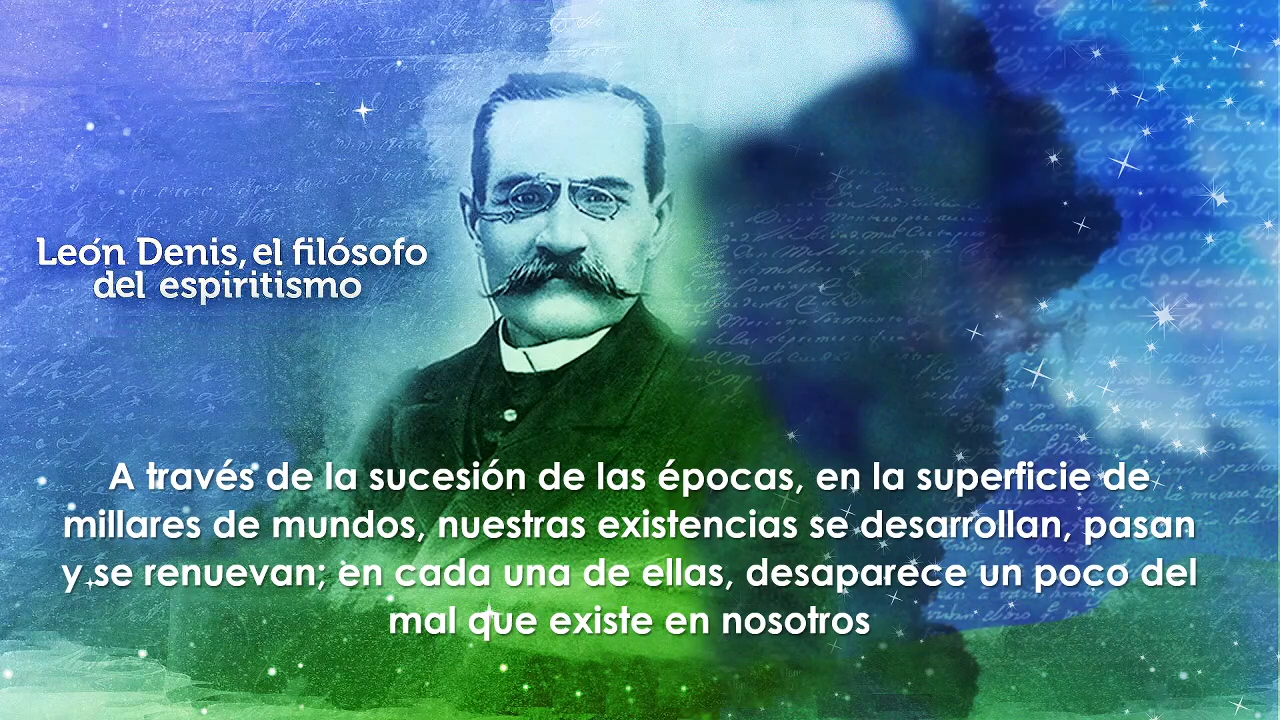 León Denis, el filósofo
del espiritismo
A través de la sucesión de las épocas, en la superficie de
millares de mundos, nuestras existencias se desarrollan, pasan
y se renuevan; en cada una de ellas, desaparece un poco del
mal que existe en nosotros